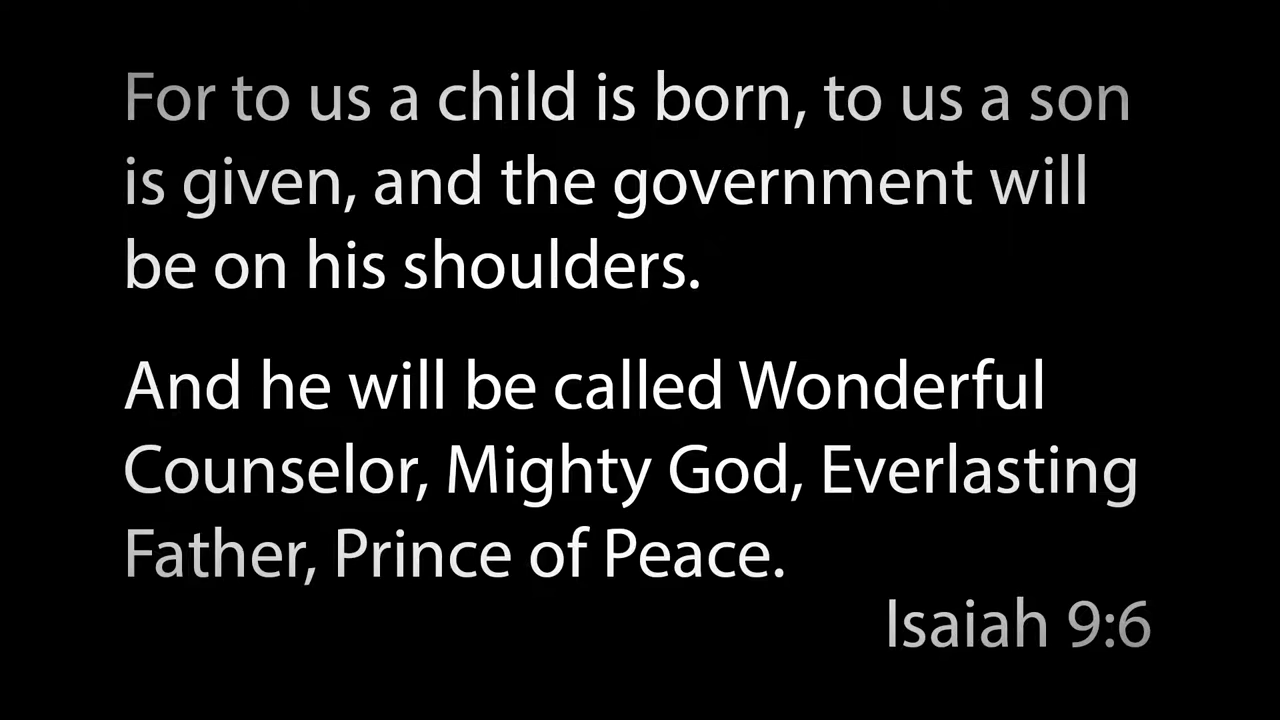 For to us a child is born, to us a son
is given, and the government will
be on his shoulders.
And he will be called Wonderful
Counselor, Mighty God, Everlasting
Father, Prince of Peace.
Isaiah 9:6